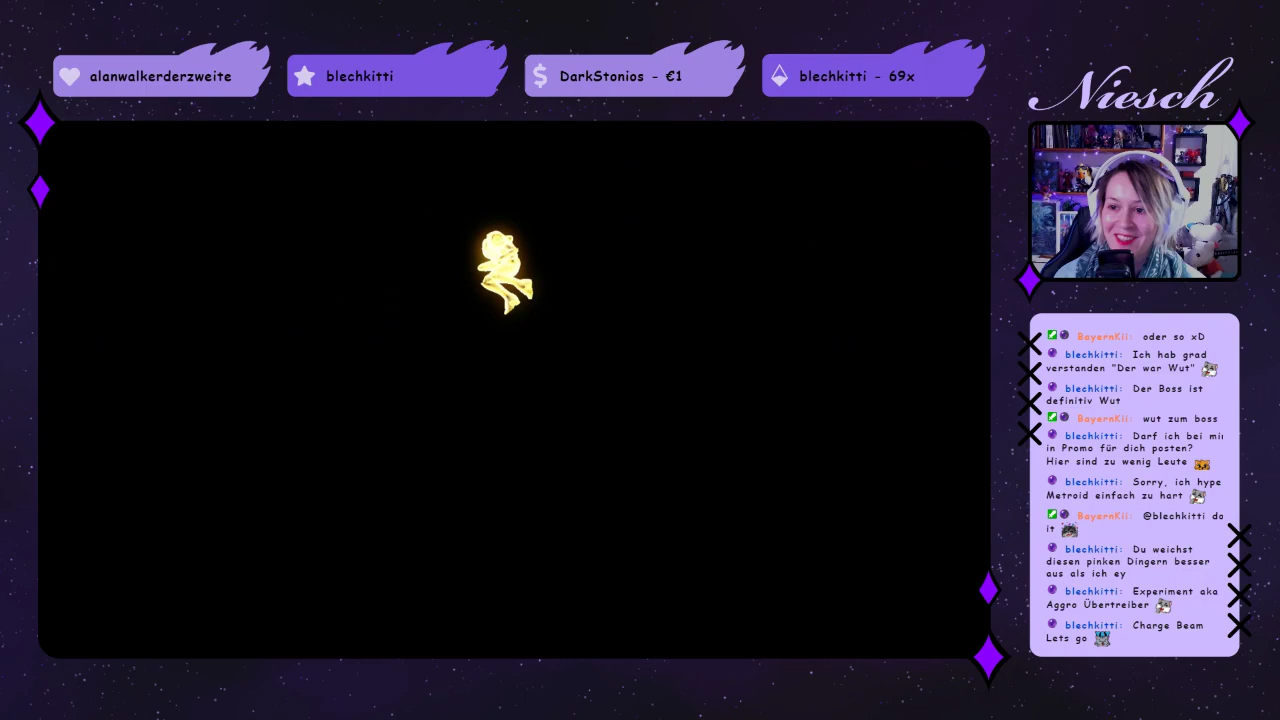 alanwalkerderzweite
blechkitti
DarkStonios - €1
blechkitti - 69x
Niesch
BayernKii: oder so xD
blechkitti: Ich hab grad
verstanden "Der war Wut"
blechkitti: Der Boss ist
definitiv Wut
BayernKii: wut zum boss
blechkitti: Darf ich bei mir
in Promo für dich posten?
Hier sind zu wenig Leute
blechkitti: Sorry, ich hype
Metroid einfach zu hart
BayernKii: @blechkitti do
it
blechkitti: Du weichst
diesen pinken Dingern besser
aus als ich ey
blechkitti: Experiment aka
Aggro Übertreiber
blechkitti: Charge Beam
Lets go